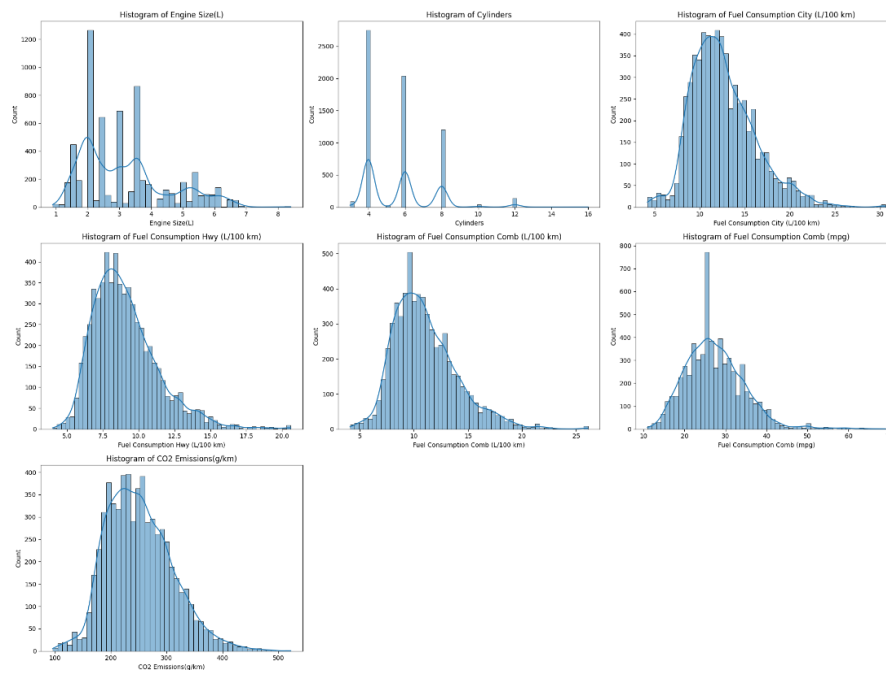 Histogram of Engine Size(L)
Count
1200
1000
800
600
400
200
0
1 2 3 4 5 6 7 8
Engine Size(L)
Histogram of Cylinders
Count
2500
2000
1500
1000
500
0
4 6 8 10 12 14 16
Cylinders
Histogram of Fuel Consumption City (L/100 km)
Count
400
350
300
250
200
150
100
50
0
5 10 15 20 25 30
Fuel Consumption City (L/100 km)
Histogram of Fuel Consumption Hwy (L/100 km)
Count
400
350
300
250
200
150
100
50
0
5.0 7.5 10.0 12.5 15.0 17.5 20.0
Fuel Consumption Hwy (L/100 km)
Histogram of Fuel Consumption Comb (L/100 km)
Count
500
400
300
200
100
0
5 10 15 20 25
Fuel Consumption Comb (L/100 km)
Histogram of Fuel Consumption Comb (mpg)
Count
800
700
600
500
400
300
200
100
0
10 20 30 40 50 60
Fuel Consumption Comb (mpg)
Histogram of CO2 Emissions(g/km)
Count
400
350
300
250
200
150
100
50
0
100 200 300 400 500
CO2 Emissions(g/km)